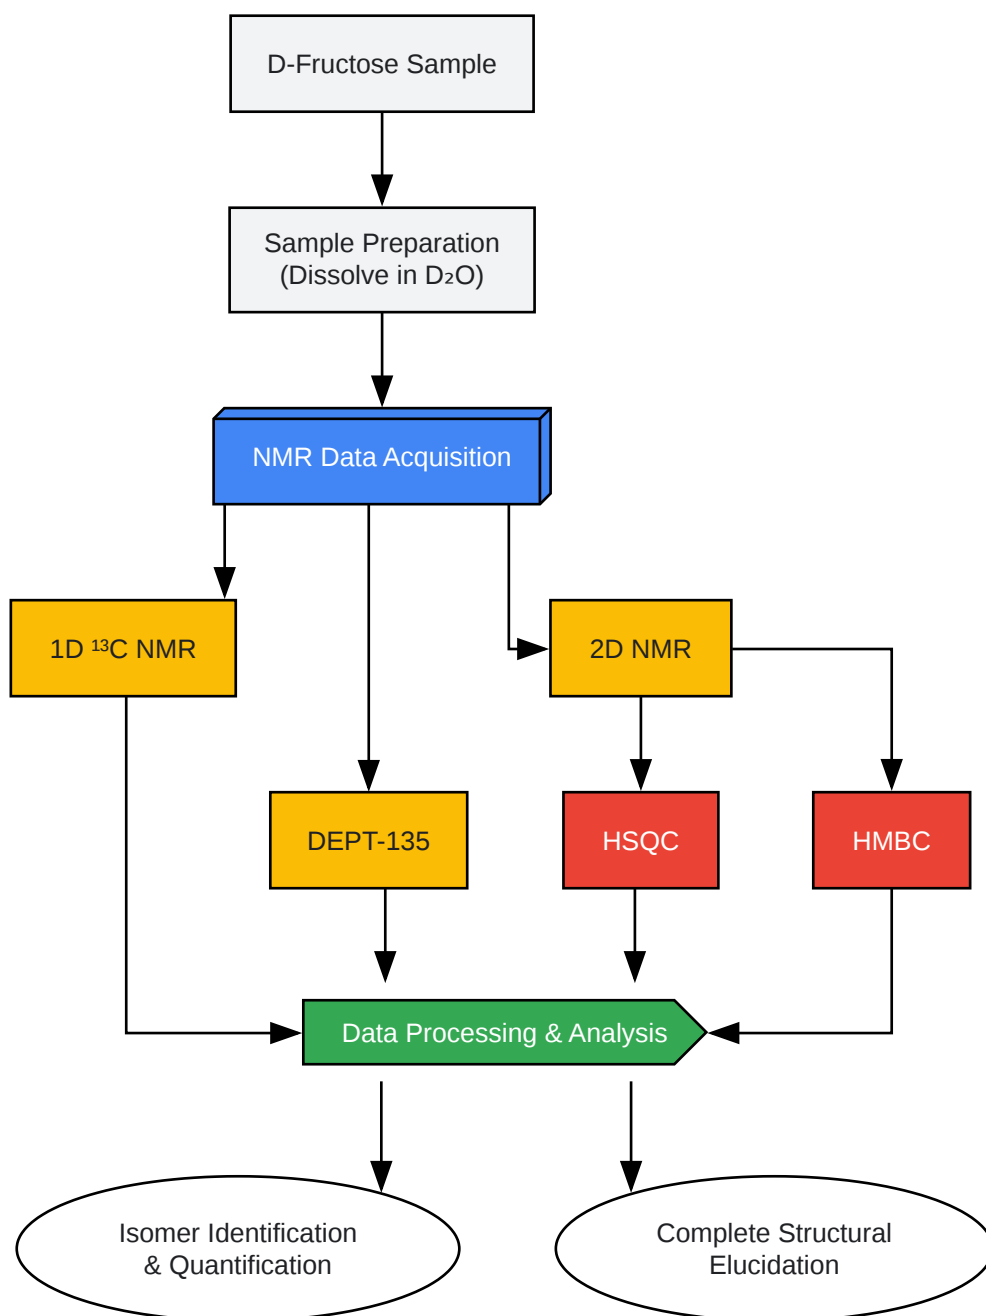 D-Fructose Sample
Sample Preparation
(Dissolve in D₂O)
NMR Data Acquisition
1D ¹³C NMR
2D NMR
DEPT-135
HSQC
HMBC
Data Processing & Analysis
Isomer Identification
& Quantification
Complete Structural
Elucidation